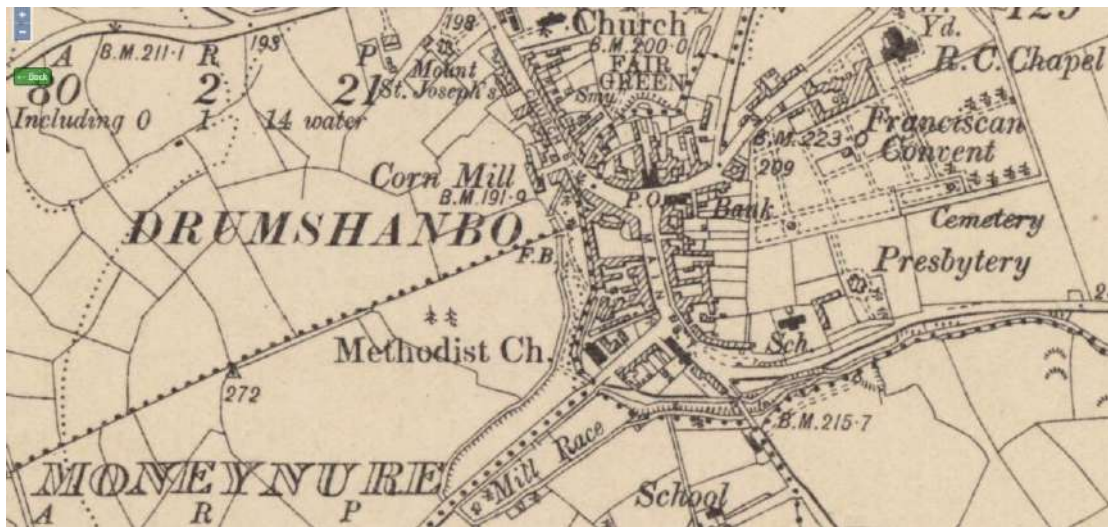 +
−
← Back
A R P
B.M.211·1
193
80 2 21
Including 0 1 14 water
198
Mount
St. Joseph's
Church
B.M.200·0
FAIR
GREEN
Smy.
Yd.
R.C. Chapel
B.M.223·0
209
Franciscan
Convent
Corn Mill
B.M.191·9
P.O.
Bank
Cemetery
DRUMSHANBO
F.B.
Presbytery
Methodist Ch.
Sch.
272
B.M.215·7
MONEYNURE
Mill Race
School
A R P